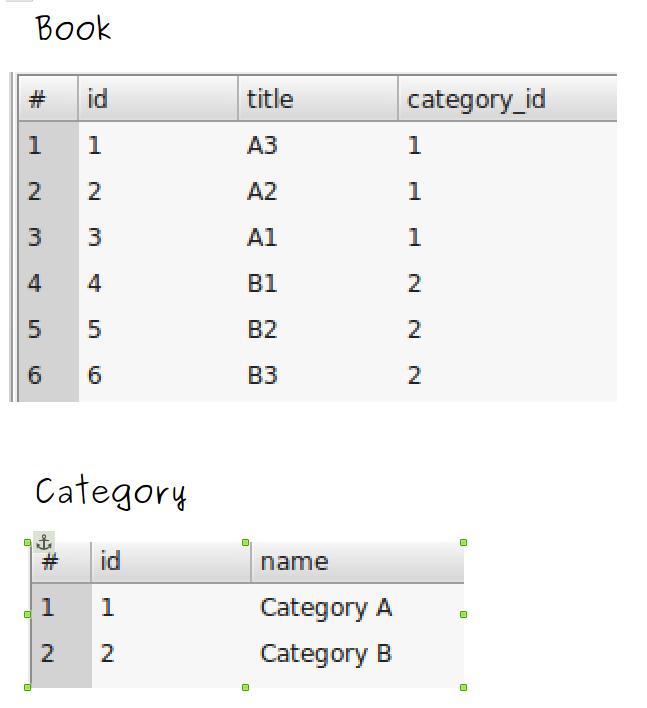 Book
# id title category_id
1 1 A3 1
2 2 A2 1
3 3 A1 1
4 4 B1 2
5 5 B2 2
6 6 B3 2
Category
# id name
1 1 Category A
2 2 Category B